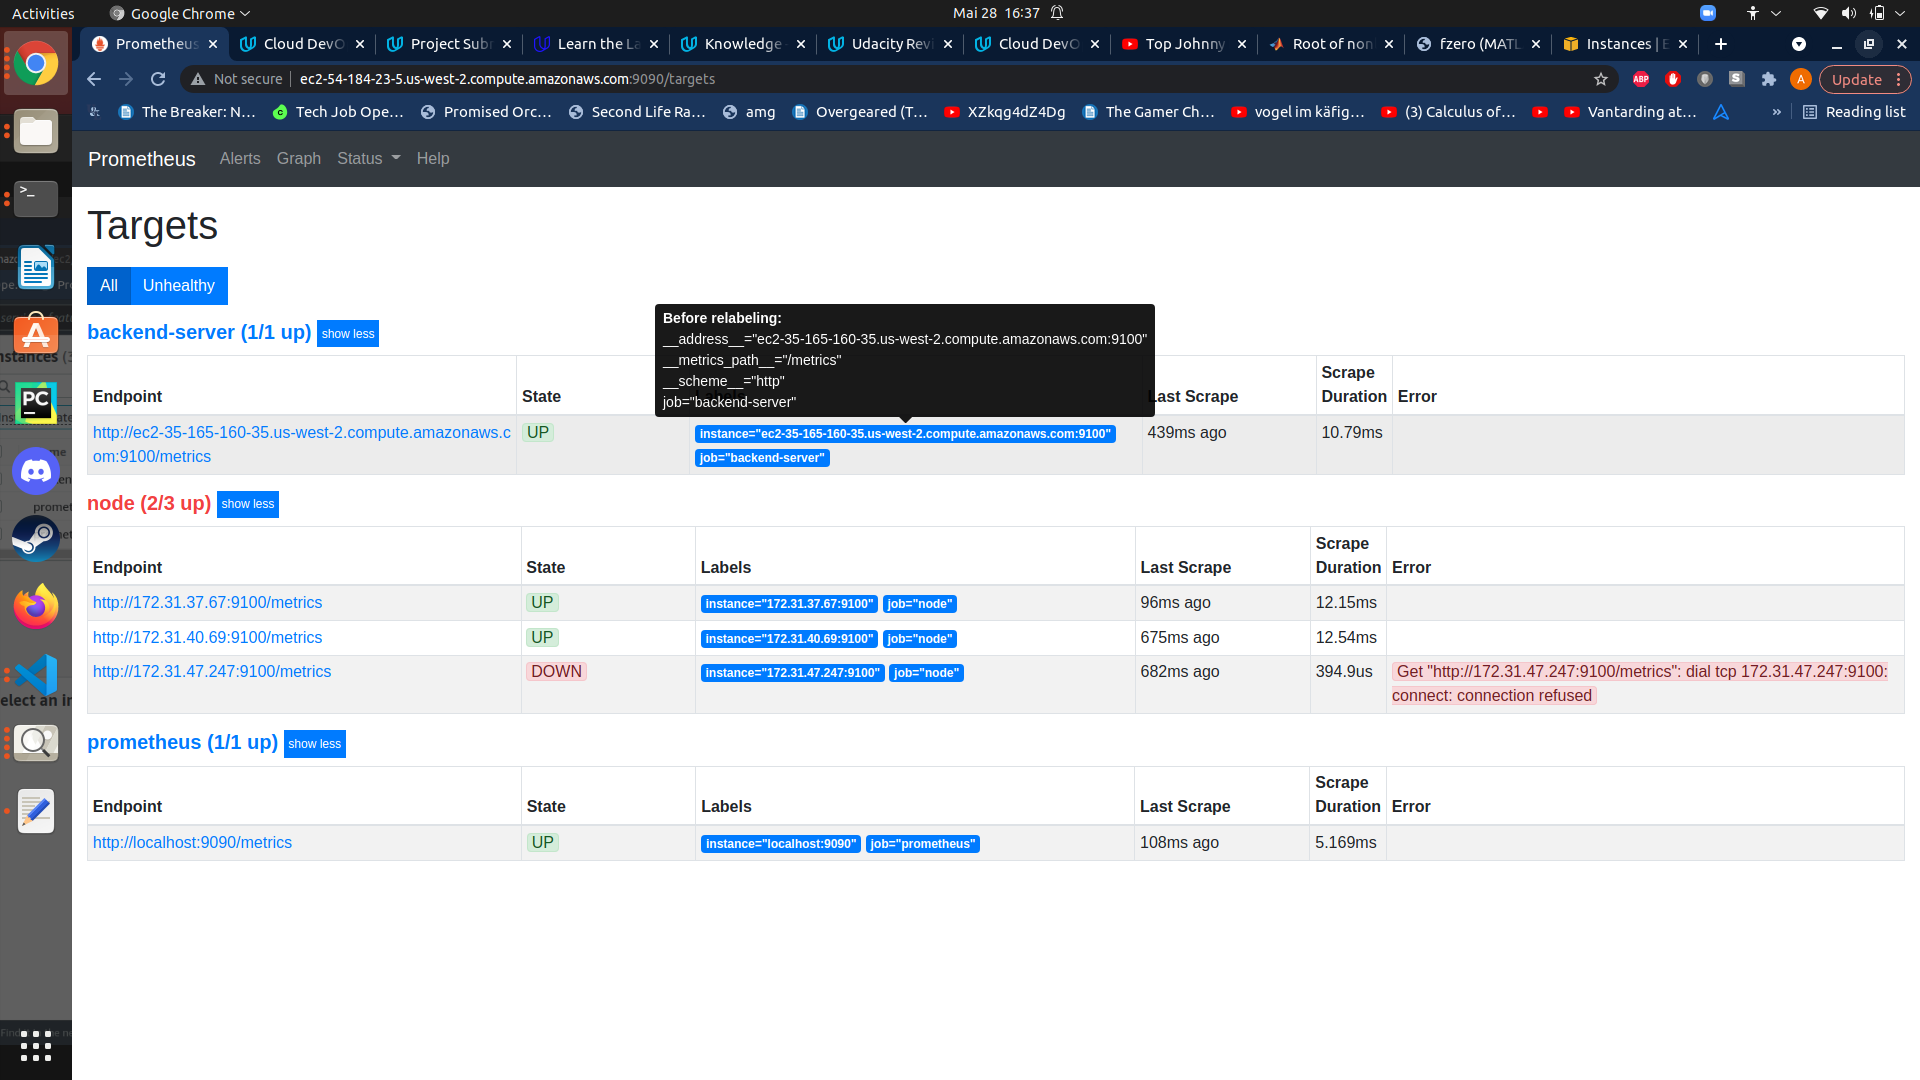 Activities
Google Chrome
Mai 28 16:37
Prometheus
Cloud DevO
Project Subr
Learn the La
Knowledge
Udacity Revi
Cloud DevO
Top Johnny
Root of non
fzero (MATL
Instances | E
Not secure
ec2-54-184-23-5.us-west-2.compute.amazonaws.com:9090/targets
ABP
S
A
Update
The Breaker: N...
Tech Job Ope...
Promised Orc...
Second Life Ra...
amg
Overgeared (T...
XZkqg4dZ4Dg
The Gamer Ch...
vogel im käfig...
(3) Calculus of...
Vantarding at...
»
Reading list
Prometheus
Alerts
Graph
Status
Help
Targets
All
Unhealthy
backend-server (1/1 up)
show less
Before relabeling:
__address__="ec2-35-165-160-35.us-west-2.compute.amazonaws.com:9100"
__metrics_path__="/metrics"
__scheme__="http"
job="backend-server"
Endpoint
State
Last Scrape
Scrape
Duration
Error
http://ec2-35-165-160-35.us-west-2.compute.amazonaws.c
om:9100/metrics
UP
instance="ec2-35-165-160-35.us-west-2.compute.amazonaws.com:9100"
job="backend-server"
439ms ago
10.79ms
node (2/3 up)
show less
Endpoint
State
Labels
Last Scrape
Scrape
Duration
Error
http://172.31.37.67:9100/metrics
UP
instance="172.31.37.67:9100"
job="node"
96ms ago
12.15ms
http://172.31.40.69:9100/metrics
UP
instance="172.31.40.69:9100"
job="node"
675ms ago
12.54ms
http://172.31.47.247:9100/metrics
DOWN
instance="172.31.47.247:9100"
job="node"
682ms ago
394.9us
Get "http://172.31.47.247:9100/metrics": dial tcp 172.31.47.247:9100:
connect: connection refused
prometheus (1/1 up)
show less
Endpoint
State
Labels
Last Scrape
Scrape
Duration
Error
http://localhost:9090/metrics
UP
instance="localhost:9090"
job="prometheus"
108ms ago
5.169ms
>_
PC
promet
elect an in